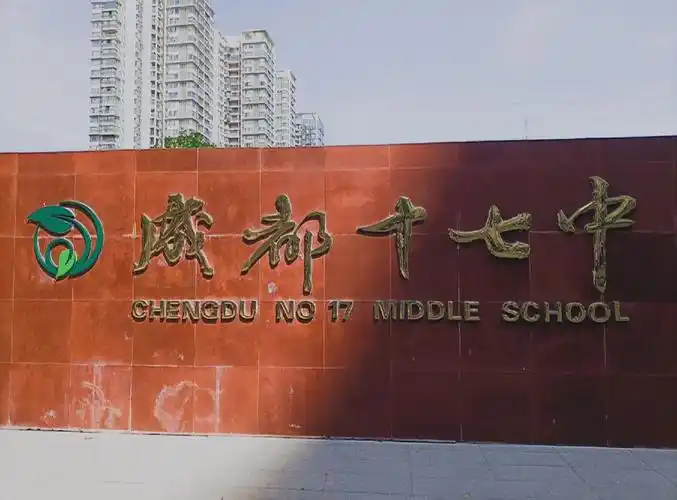 成都十七中
CHENGDU NO 17 MIDDLE SCHOOL